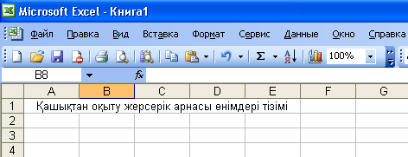 Microsoft Excel - Книга1
Файл Правка Вид Вставка Формат Сервис Данные Окно Справка
Σ 100%
B8 fx
A B C D E F G
1 Қашықтан оқыту жерсерік арнасы өнімдері тізімі
2
3
4